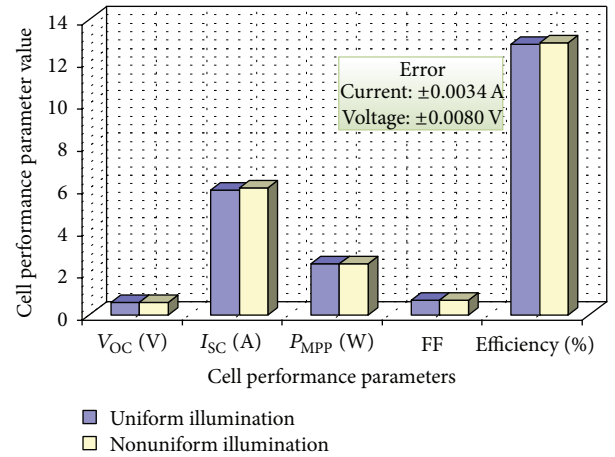 14
12
10
8
6
4
2
0
Cell performance parameter value
Error
Current: ±0.0034 A
Voltage: ±0.0080 V
V_OC (V) I_SC (A) P_MPP (W) FF Efficiency (%)
Cell performance parameters
Uniform illumination
Nonuniform illumination